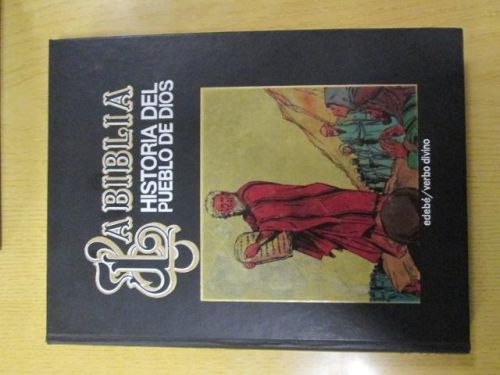 LA BIBLIA
HISTORIA DEL
PUEBLO DE DIOS
edebé/verbo divino